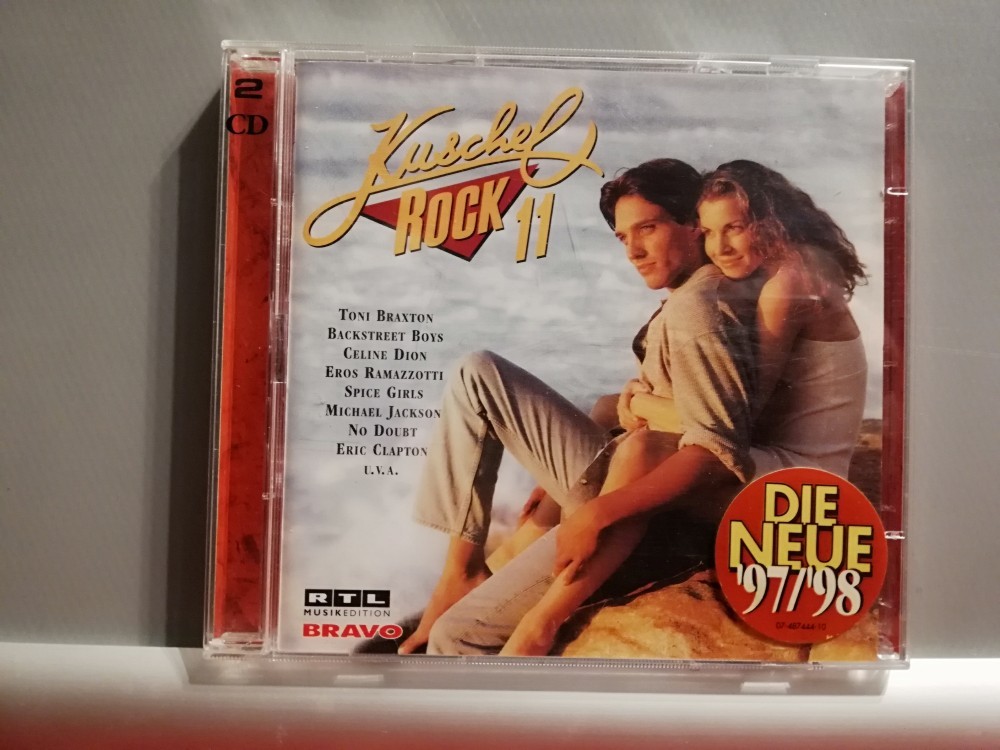 2
CD
Kuschel
ROCK 11
TONI BRAXTON
BACKSTREET BOYS
CELINE DION
EROS RAMAZZOTTI
SPICE GIRLS
MICHAEL JACKSON
NO DOUBT
ERIC CLAPTON
U.V.A.
RTL
MUSIKEDITION
BRAVO
DIE
NEUE
'97/'98